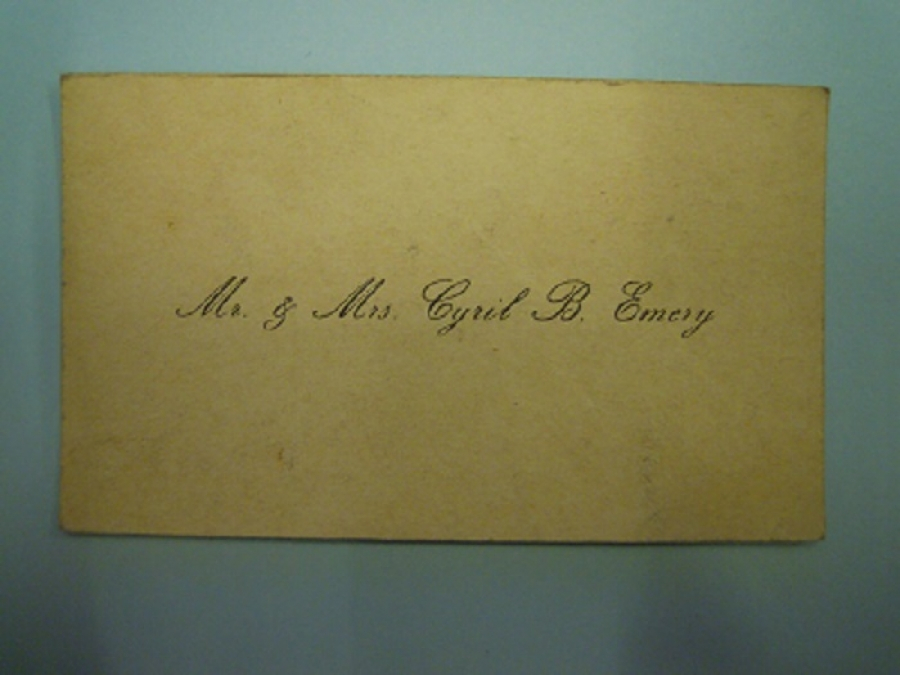 Mr. & Mrs. Cyril B. Emery